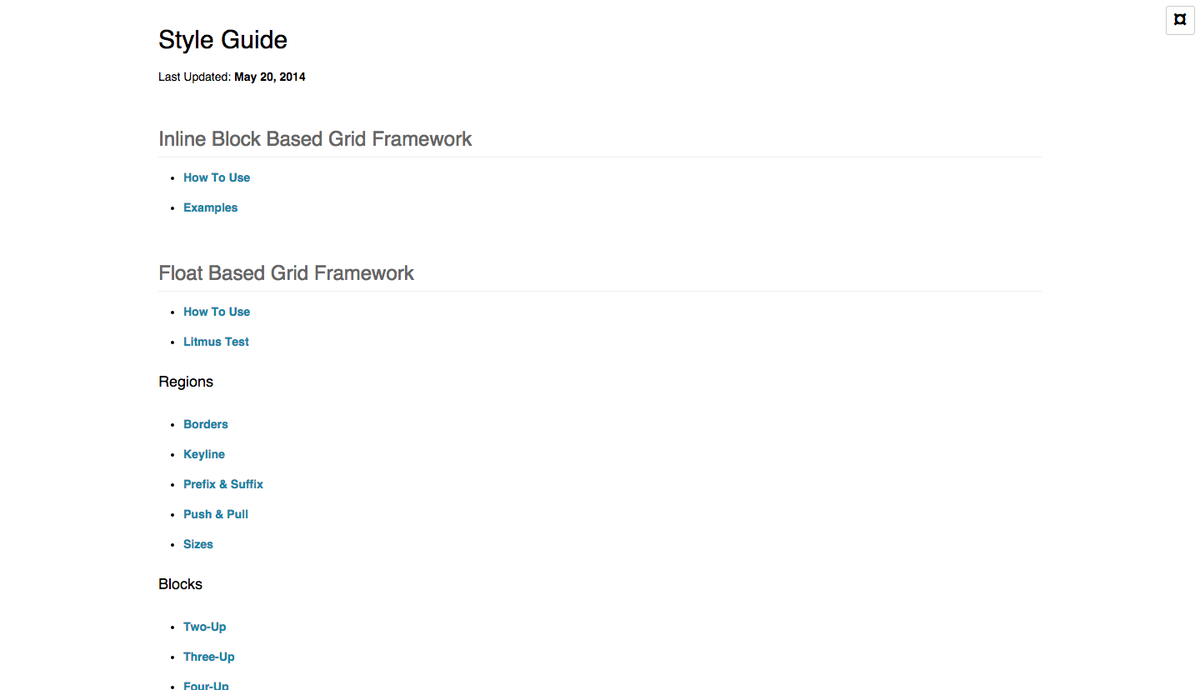 Style Guide
Last Updated: May 20, 2014
Inline Block Based Grid Framework
How To Use
Examples
Float Based Grid Framework
How To Use
Litmus Test
Regions
Borders
Keyline
Prefix & Suffix
Push & Pull
Sizes
Blocks
Two-Up
Three-Up
Four-Up